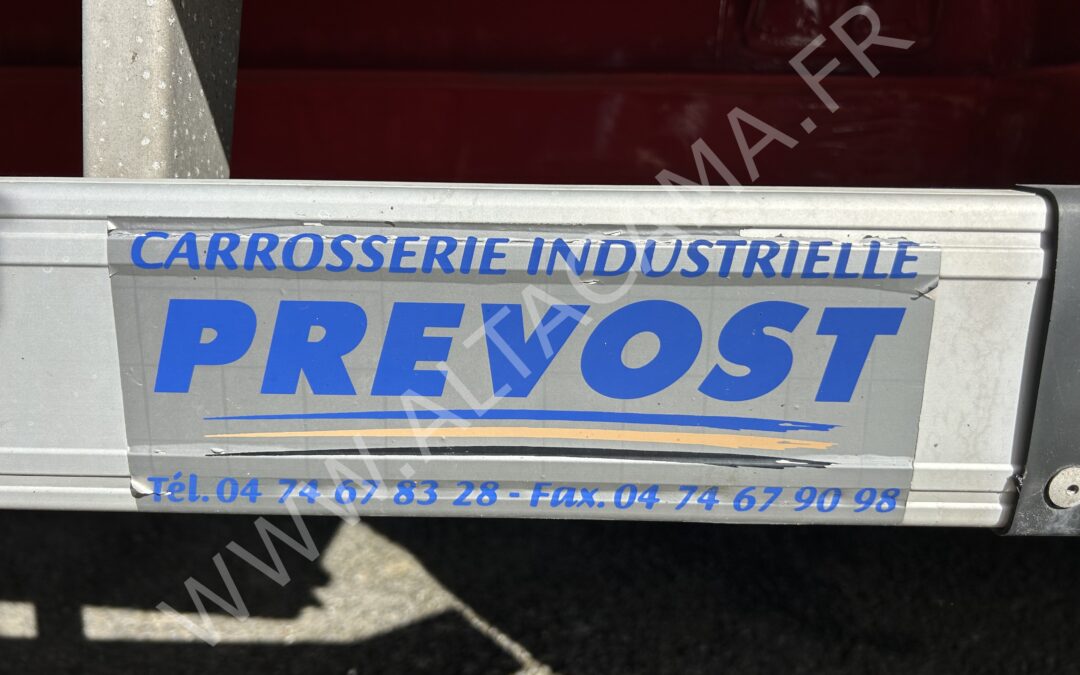 CARROSSERIE INDUSTRIELLE
PREVOST
Tél. 04 74 67 83 28 - Fax. 04 74 67 90 98
WWW.ALTACAMA.FR